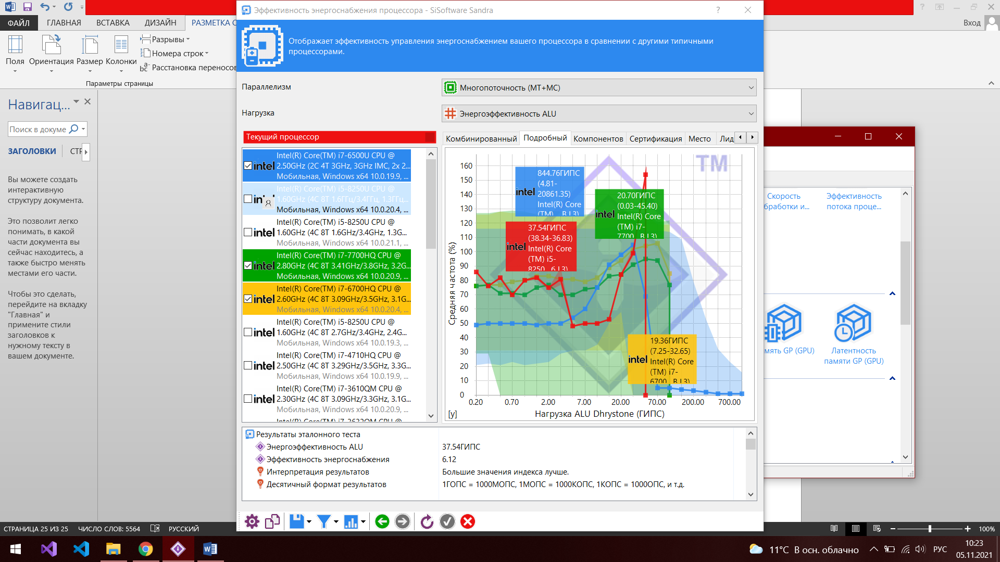 Эффективность энергоснабжения процессора - SiSoftware Sandra
?
ФАЙЛ
ГЛАВНАЯ
ВСТАВКА
ДИЗАЙН
РАЗМЕТКА С
Вход
Поля
Ориентация
Размер
Колонки
Разрывы
Номера строк
Расстановка переносов
Параметры страницы
Отображает эффективность управления энергоснабжением вашего процессора в сравнении с другими типичными
процессорами.
Параллелизм
Многопоточность (МТ+МС)
Нагрузка
Энергоэффективность ALU
Навигац...
Поиск в докуме
ЗАГОЛОВКИ
СТР
Вы можете создать
интерактивную
структуру документа.
Это позволит легко
понимать, в какой
части документа вы
сейчас находитесь, а
также быстро менять
местами его части.
Чтобы это сделать,
перейдите на вкладку
"Главная" и
примените стили
заголовков к
нужному тексту в
вашем документе.
Текущий процессор
intel
Intel(R) Core(TM) i7-6500U CPU @
2.50GHz (2C 4T 3GHz, 3GHz IMC, 2x 2...
Мобильная, Windows x64 10.0.19.9, ...
Intel(R) Core(TM) i5-8250U CPU @
1.60GHz (4C 8T 1.6ГГц/3.4ГГц, 1.3ГГц...
Мобильная, Windows x64 10.0.20.4, ...
intel
Intel(R) Core(TM) i5-8250U CPU @
1.60GHz (4C 8T 1.6GHz/3.4GHz, 1.3G...
Мобильная, Windows x64 10.0.21.1, ...
intel
Intel(R) Core(TM) i7-7700HQ CPU @
2.80GHz (4C 8T 3.41GHz/3.8GHz, 3.2G...
Мобильная, Windows x64 10.0.20.9, ...
intel
Intel(R) Core(TM) i7-6700HQ CPU @
2.60GHz (4C 8T 3.09GHz/3.5GHz, 3.1G...
Мобильная, Windows x64 10.0.20.4, ...
intel
Intel(R) Core(TM) i5-8250U CPU @
1.60GHz (4C 8T 2.7GHz/3.4GHz, 2.4G...
Мобильная, Windows x64 10.0.19.3, ...
intel
Intel(R) Core(TM) i7-4710HQ CPU @
2.50GHz (4C 8T 3.29GHz/3.5GHz, 3.3G...
Мобильная, Windows x64 10.0.19.9, ...
intel
Intel(R) Core(TM) i7-3610QM CPU @
2.30GHz (4C 8T 3.09GHz/3.3GHz, 3.1G...
Мобильная, Windows x64 10.0.20.9, ...
Комбинированный
Подробный
Компонентов
Сертификация
Место
Лид
TM
160
150
140
130
120
110
100
90
80
70
60
50
40
30
20
10
0
Средняя частота (%)
844.76ГИПС
(4.81-
20861.35)
intel
Intel(R) Core
20.70ГИПС
(0.03-45.40)
intel
Intel(R) Core
(TM) i7-
37.54ГИПС
(38.34-36.83)
intel
Intel(R) Core
(TM) i5-
19.36ГИПС
(7.25-32.65)
intel
Intel(R) Core
(TM) i7-
0.20
0.70
2.00
7.00
20.00
70.00
200.00
700.00
[y]
Нагрузка ALU Dhrystone (ГИПС)
Скорость
бработки и...
Эффективность
потока проце...
мять GP (GPU)
Латентность
памяти GP (GPU)
Результаты эталонного теста
Энергоэффективность ALU
37.54ГИПС
Эффективность энергоснабжения
6.12
Интерпретация результатов
Большие значения индекса лучше.
Десятичный формат результатов
1ГОПС = 1000МОПС, 1МОПС = 1000КОПС, 1КОПС = 1000ОПС, и т.д.
СТРАНИЦА 25 ИЗ 25
ЧИСЛО СЛОВ: 5564
РУССКИЙ
100%
11°C В осн. облачно
РУС
10:23
05.11.2021